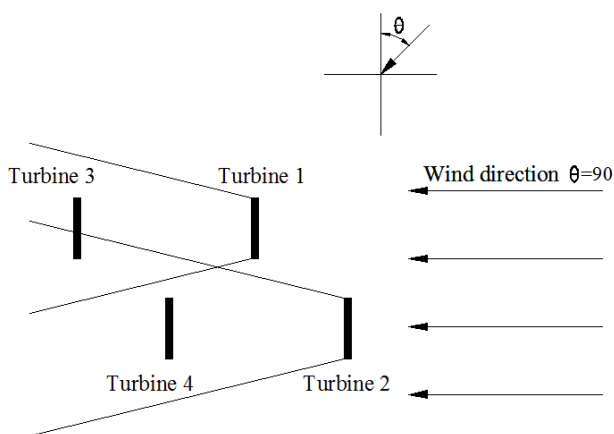 θ
Wind direction θ=90
Turbine 3
Turbine 1
Turbine 4
Turbine 2